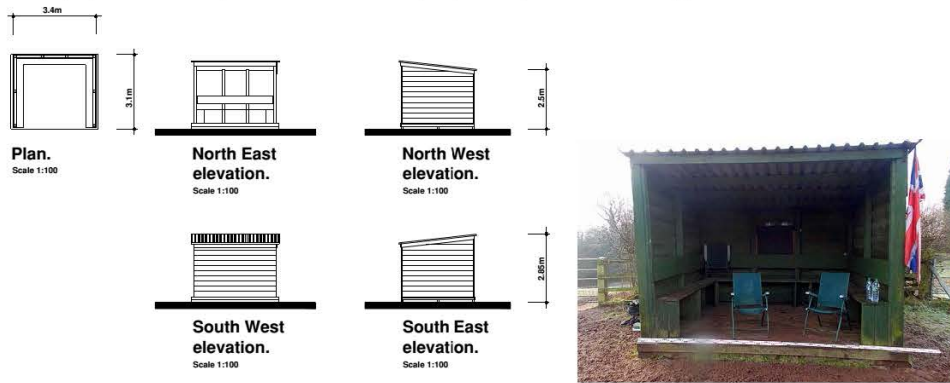 3.4m
3.1m
Plan.
Scale 1:100
North East
elevation.
Scale 1:100
North West
elevation.
Scale 1:100
2.5m
South West
elevation.
Scale 1:100
South East
elevation.
Scale 1:100
2.85m